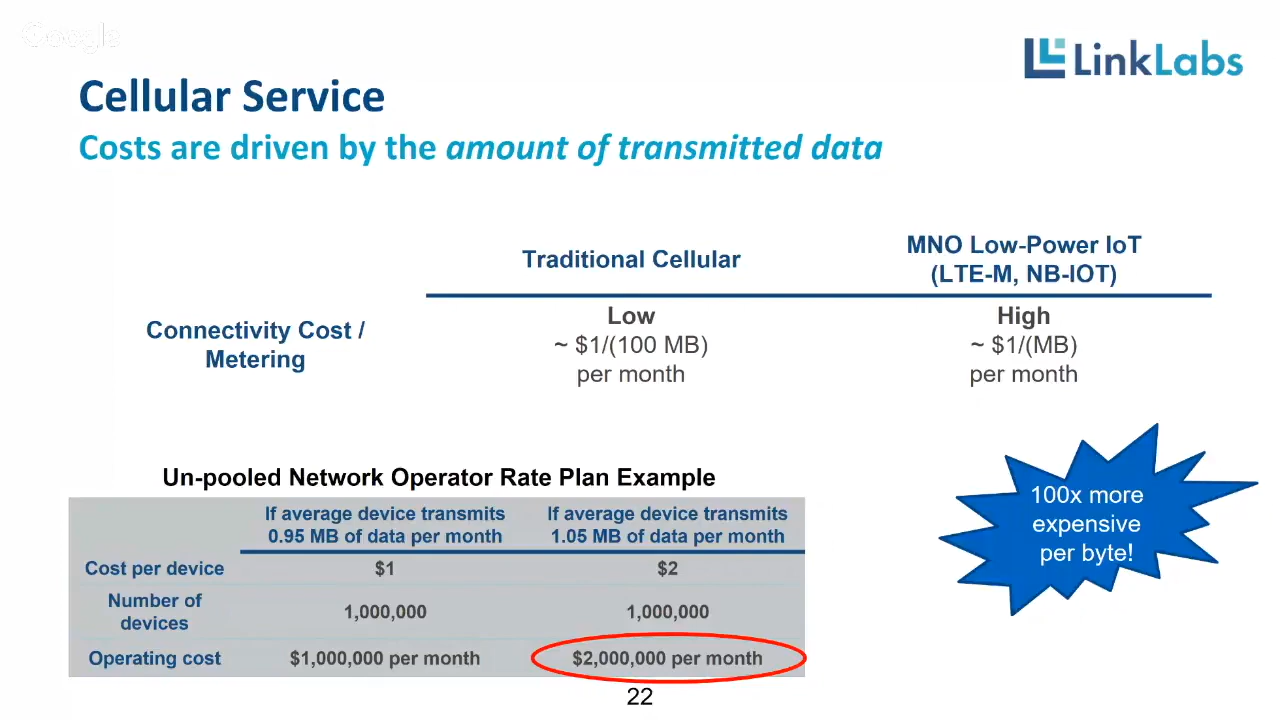 Google
LinkLabs
Cellular Service
Costs are driven by the amount of transmitted data
Traditional Cellular
MNO Low-Power IoT
(LTE-M, NB-IOT)
Connectivity Cost /
Metering
Low
~ $1/(100 MB)
per month
High
~ $1/(MB)
per month
Un-pooled Network Operator Rate Plan Example
If average device transmits
0.95 MB of data per month
If average device transmits
1.05 MB of data per month
Cost per device
$1
$2
Number of
devices
1,000,000
1,000,000
Operating cost
$1,000,000 per month
$2,000,000 per month
100x more
expensive
per byte!
22